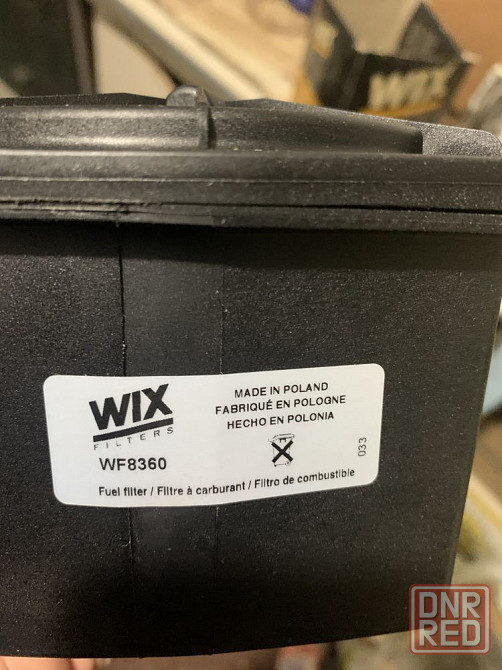 WIX
WIX
FILTERS
WF8360
MADE IN POLAND
FABRIQUÉ EN POLOGNE
HECHO EN POLONIA
033
Fuel filter / Filtre à carburant / Filtro de combustible
DNR
RED